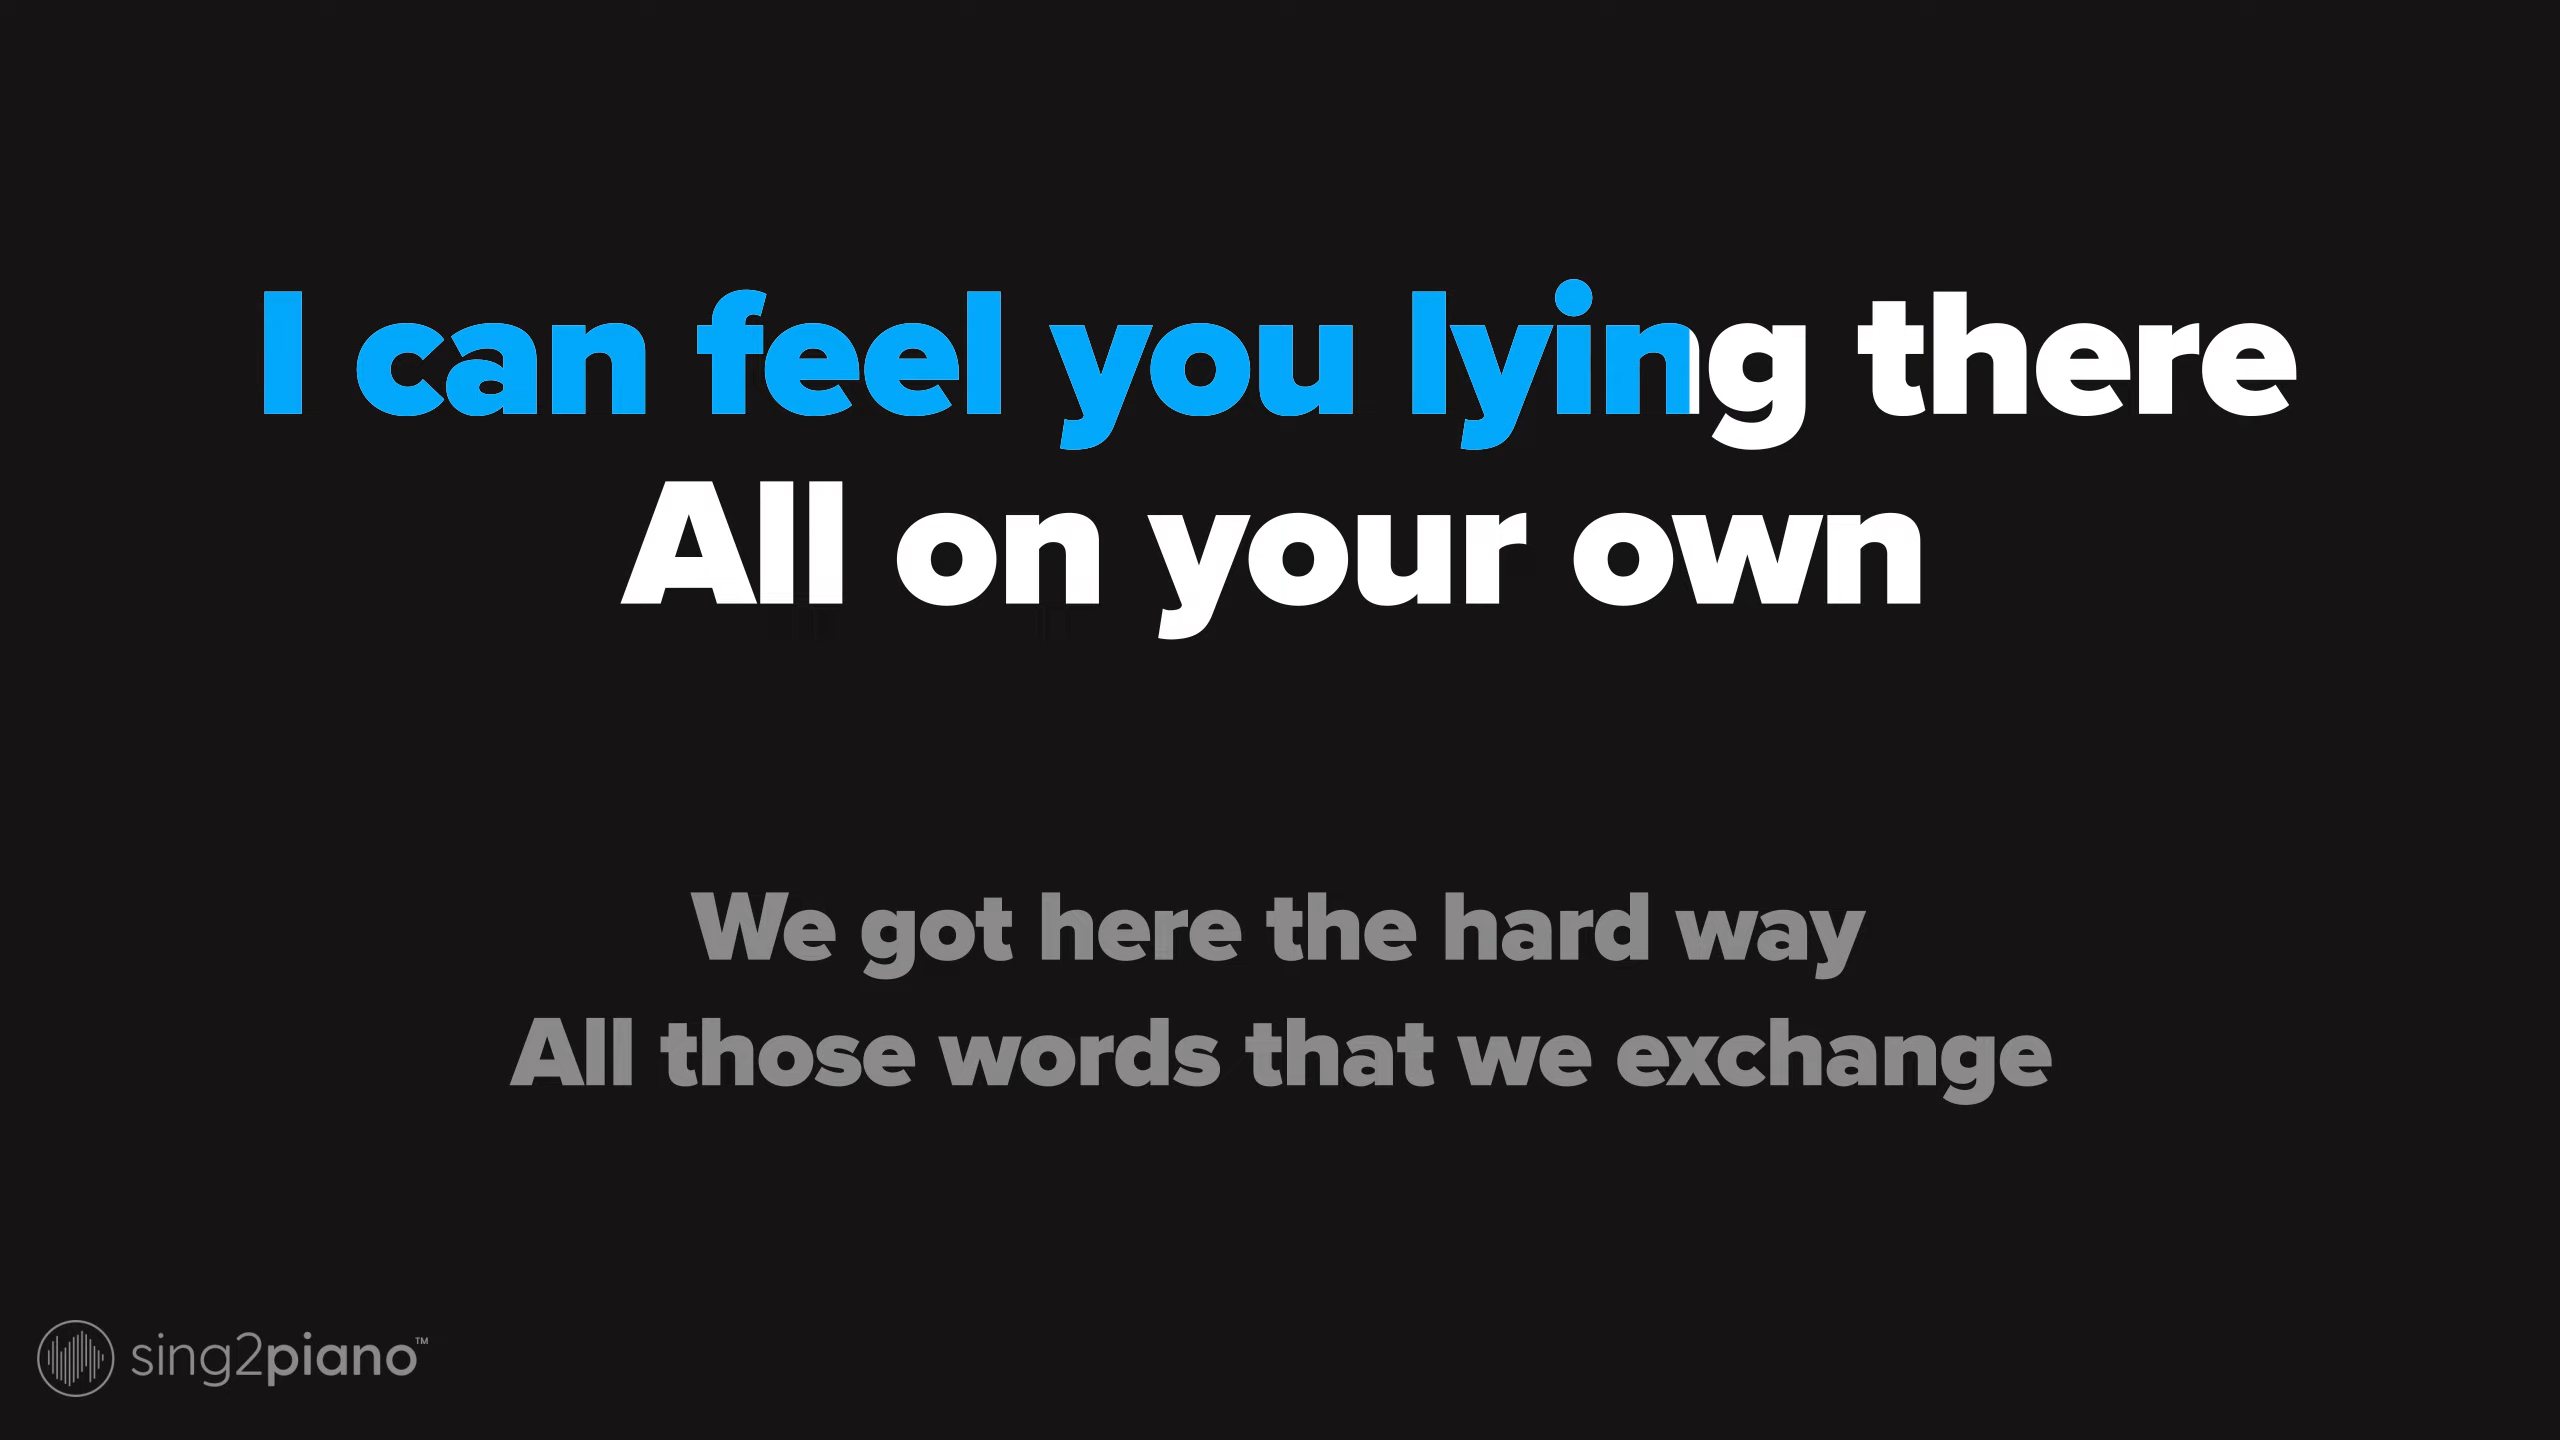 I can feel you lying there
All on your own
We got here the hard way
All those words that we exchange
sing2piano™